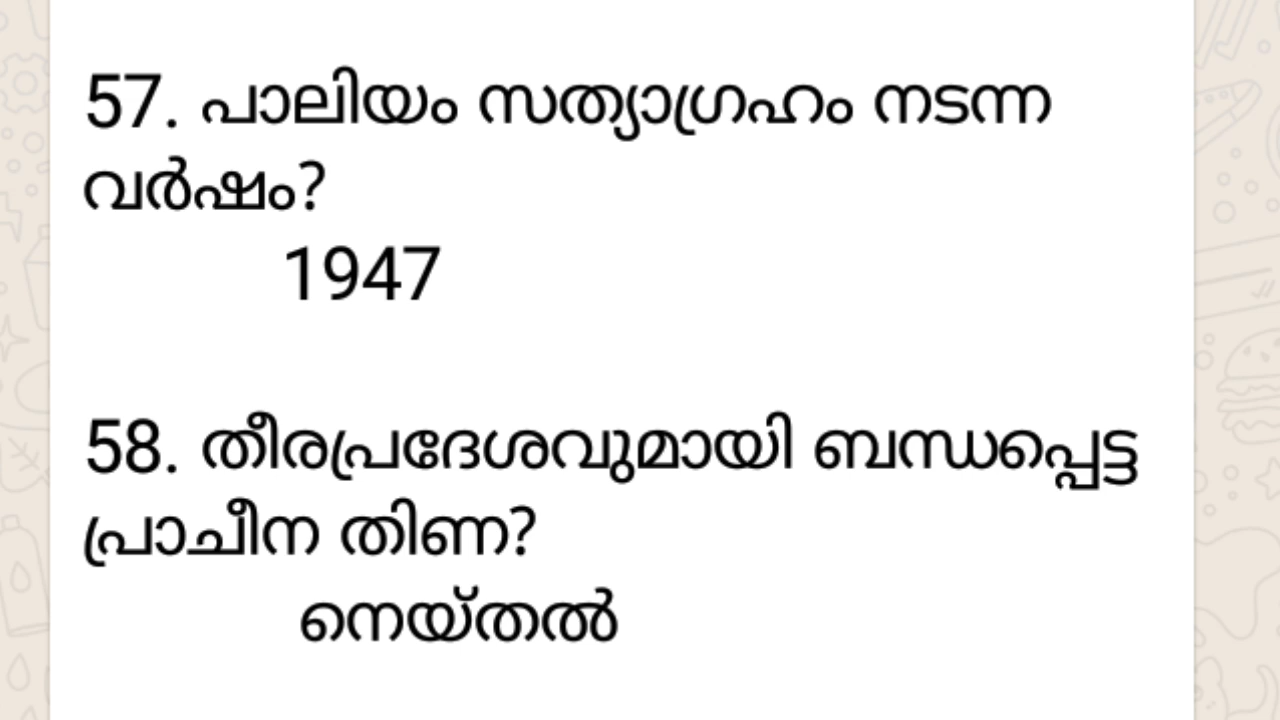 57. പാലിയം സത്യാഗ്രഹം നടന്ന
വർഷം?
1947
58. തീരപ്രദേശവുമായി ബന്ധപ്പെട്ട
പ്രാചീന തിണ?
നെയ്തൽ